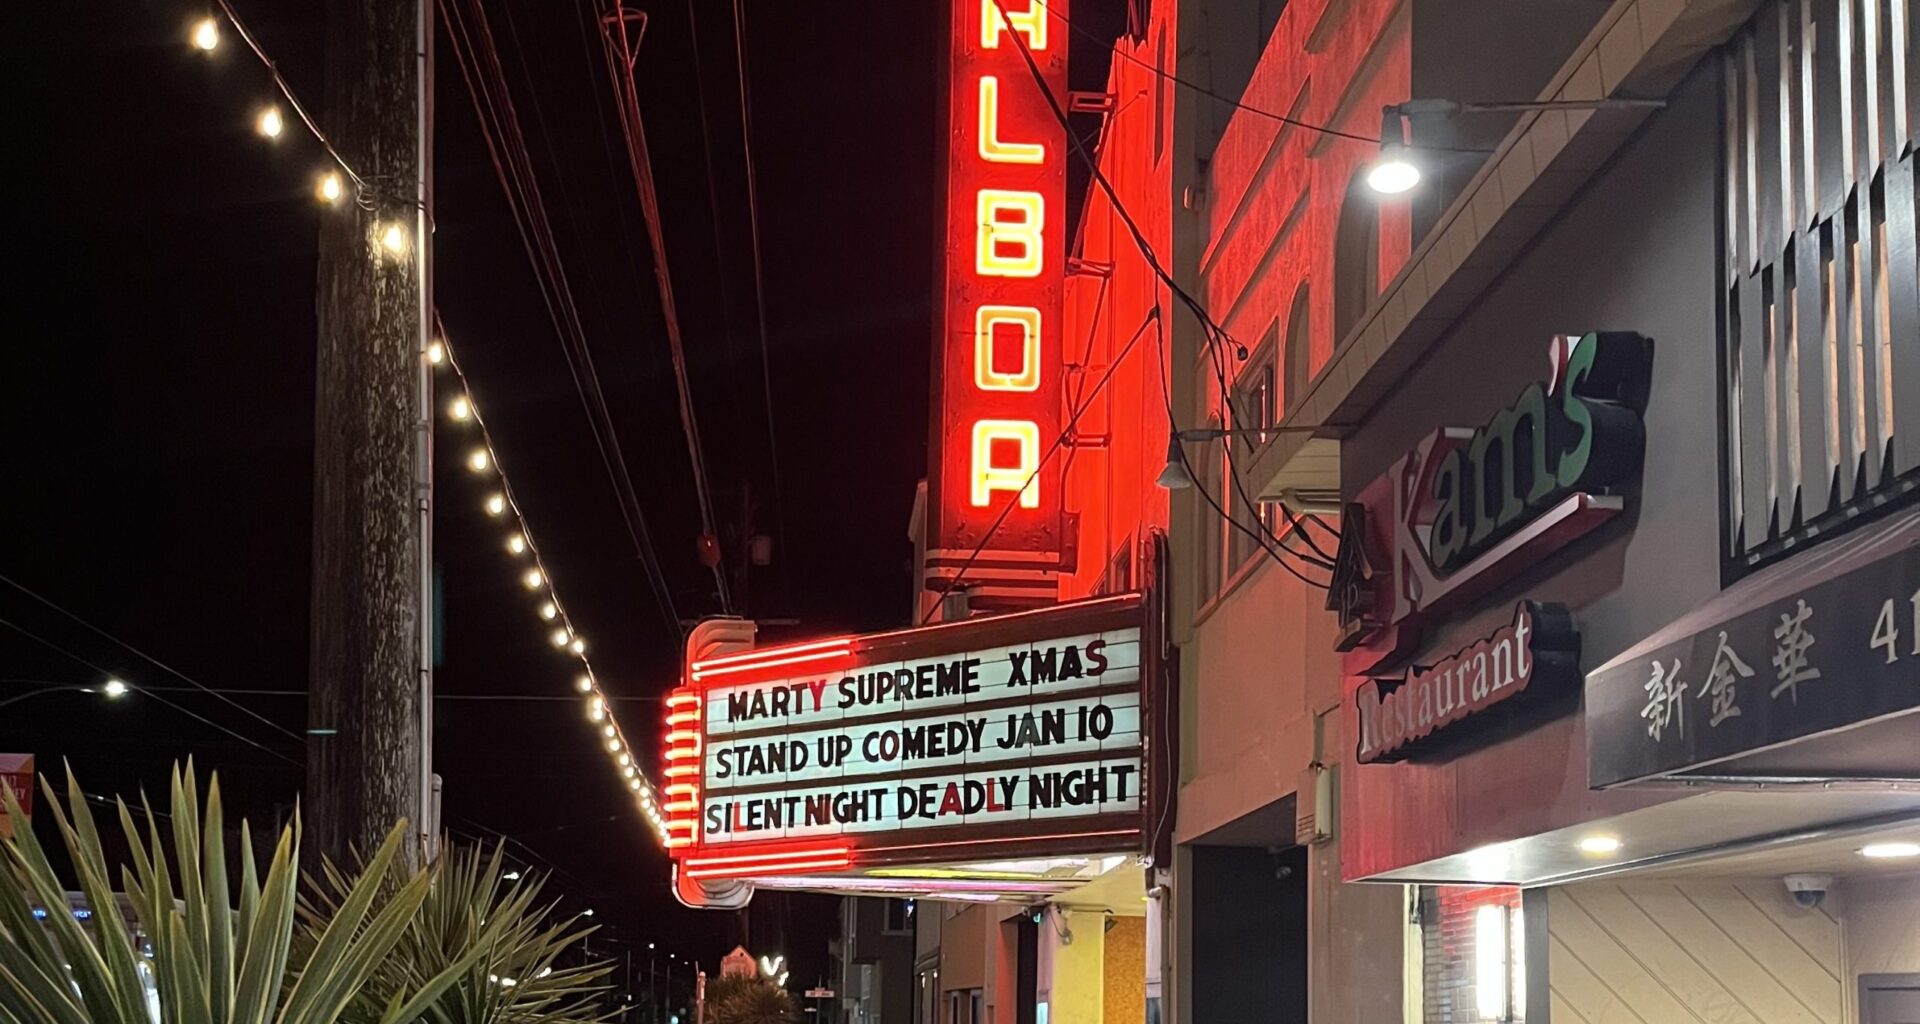 ALBOA
MARTY SUPREME XMAS
STAND UP COMEDY JAN 10
SILENT NIGHT DEADLY NIGHT
Kam's
Restaurant
新金華